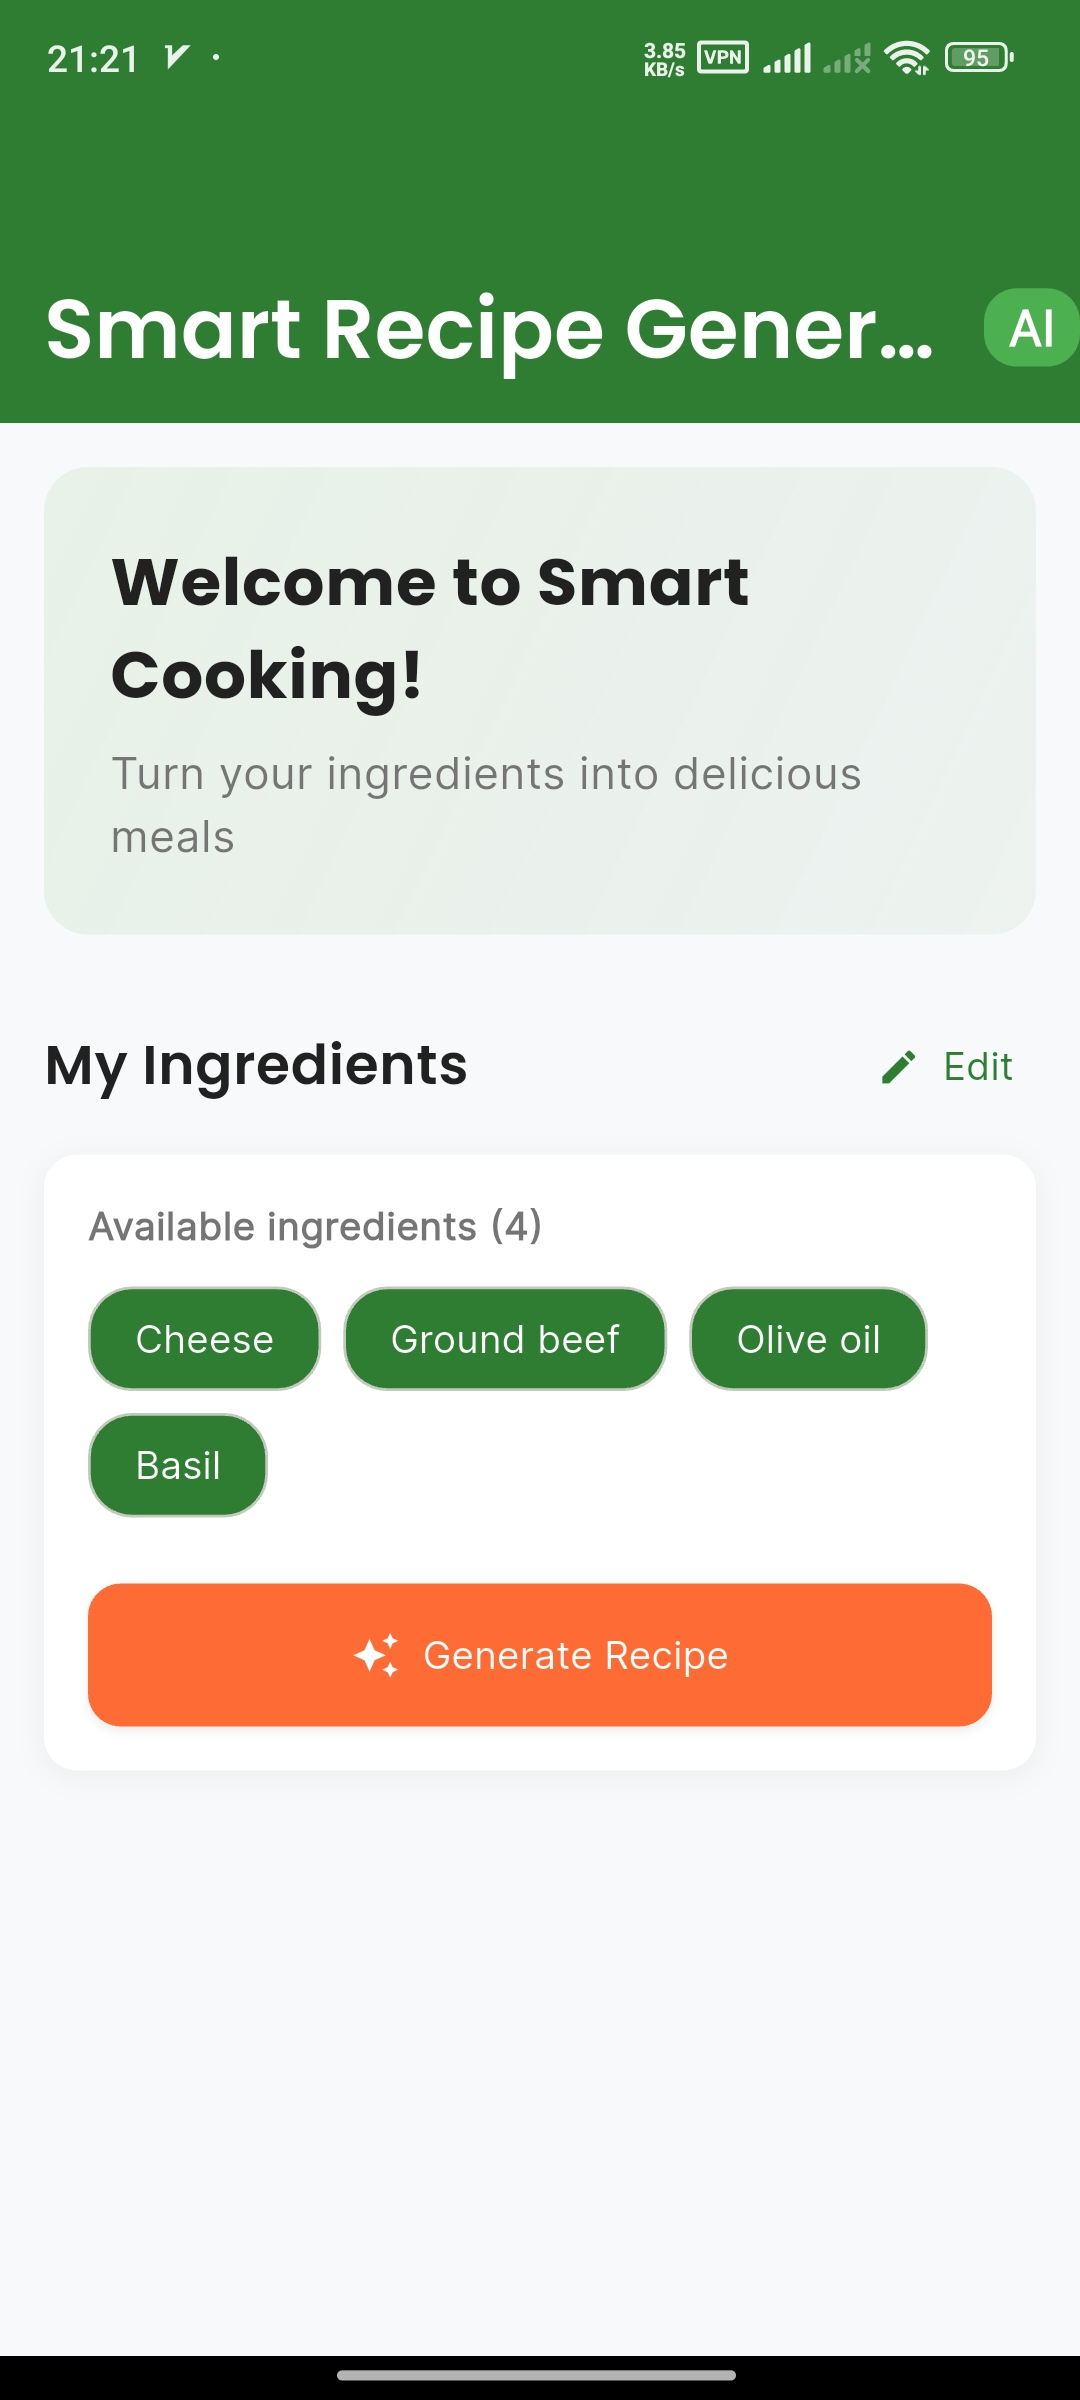 21:21
3.85
KB/s
VPN
95
Smart Recipe Gener...
AI
Welcome to Smart
Cooking!
Turn your ingredients into delicious
meals
My Ingredients
Edit
Available ingredients (4)
Cheese
Ground beef
Olive oil
Basil
Generate Recipe